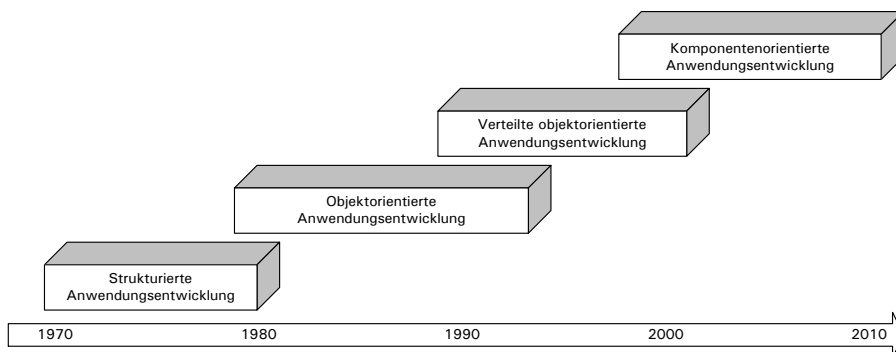 Komponentenorientierte
Anwendungsentwicklung
Verteilte objektorientierte
Anwendungsentwicklung
Objektorientierte
Anwendungsentwicklung
Strukturierte
Anwendungsentwicklung
1970 1980 1990 2000 2010